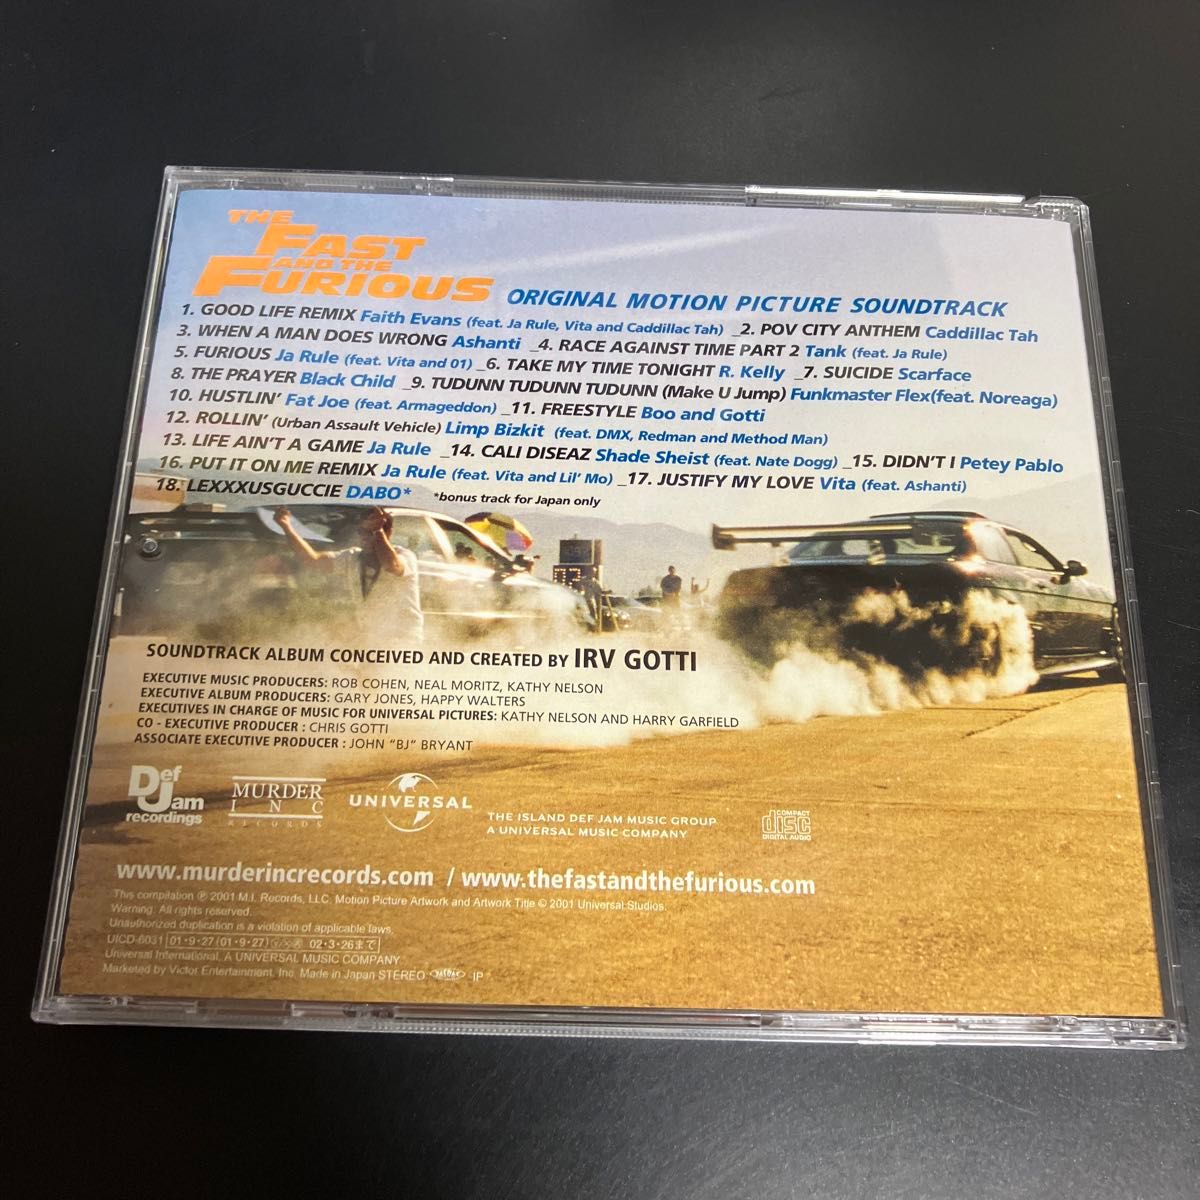 THE
FAST
AND THE
FURIOUS
ORIGINAL MOTION PICTURE SOUNDTRACK
1. GOOD LIFE REMIX Faith Evans (feat. Ja Rule, Vita and Caddillac Tah) _2. POV CITY ANTHEM Caddillac Tah
3. WHEN A MAN DOES WRONG Ashanti _4. RACE AGAINST TIME PART 2 Tank (feat. Ja Rule)
5. FURIOUS Ja Rule (feat. Vita and 01) _6. TAKE MY TIME TONIGHT R. Kelly _7. SUICIDE Scarface
8. THE PRAYER Black Child _9. TUDUNN TUDUNN TUDUNN (Make U Jump) Funkmaster Flex(feat. Noreaga)
10. HUSTLIN' Fat Joe (feat. Armageddon) _11. FREESTYLE Boo and Gotti
12. ROLLIN' (Urban Assault Vehicle) Limp Bizkit (feat. DMX, Redman and Method Man)
13. LIFE AIN'T A GAME Ja Rule _14. CALI DISEAZ Shade Sheist (feat. Nate Dogg) _15. DIDN'T I Petey Pablo
16. PUT IT ON ME REMIX Ja Rule (feat. Vita and Lil' Mo) _17. JUSTIFY MY LOVE Vita (feat. Ashanti)
18. LEXXXUSGUCCIE DABO* *bonus track for Japan only
SOUNDTRACK ALBUM CONCEIVED AND CREATED BY IRV GOTTI
EXECUTIVE MUSIC PRODUCERS: ROB COHEN, NEAL MORITZ, KATHY NELSON
EXECUTIVE ALBUM PRODUCERS: GARY JONES, HAPPY WALTERS
EXECUTIVES IN CHARGE OF MUSIC FOR UNIVERSAL PICTURES: KATHY NELSON AND HARRY GARFIELD
CO - EXECUTIVE PRODUCER : CHRIS GOTTI
ASSOCIATE EXECUTIVE PRODUCER : JOHN "BJ" BRYANT
Def Jam recordings
MURDER
INC
RECORDS
UNIVERSAL
THE ISLAND DEF JAM MUSIC GROUP
A UNIVERSAL MUSIC COMPANY
COMPACT
disc
DIGITAL AUDIO
www.murderincrecords.com / www.thefastandthefurious.com
This compilation ℗ 2001 M.I. Records, LLC. Motion Picture Artwork and Artwork Title © 2001 Universal Studios.
Warning. All rights reserved.
Unauthorized duplication is a violation of applicable laws.
UICD-6031 01・9・27(01・9・27) 02・3・26まで
Universal International, A UNIVERSAL MUSIC COMPANY
Marketed by Victor Entertainment, Inc. Made in Japan STEREO JASRAC -IP